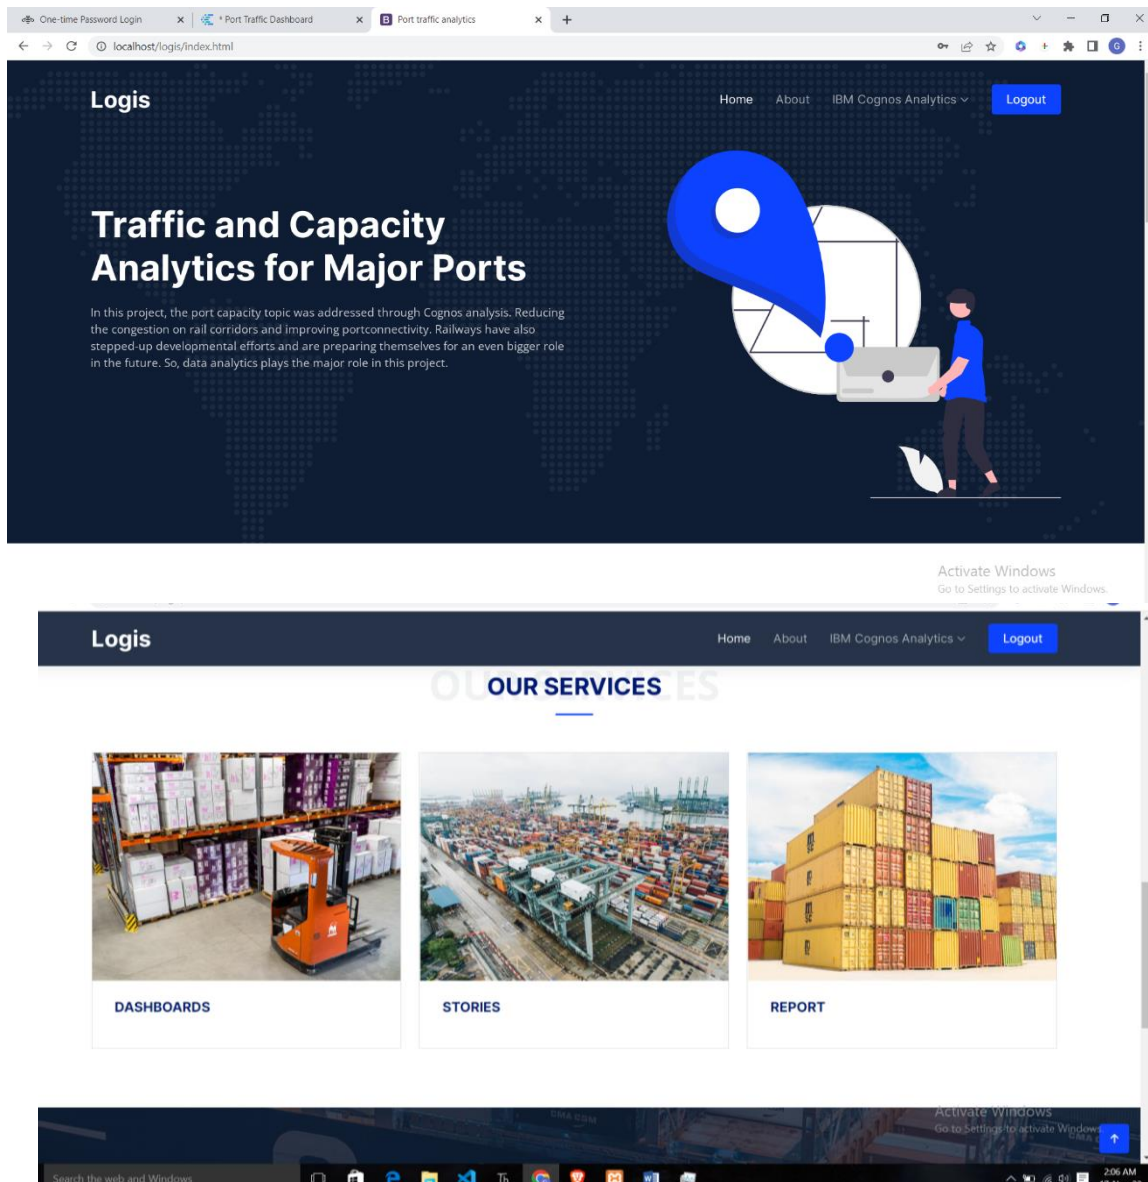 One-time Password Login
* Port Traffic Dashboard
Port traffic analytics
localhost/logis/index.html
G
Logis
Home About IBM Cognos Analytics Logout
Traffic and Capacity
Analytics for Major Ports
In this project, the port capacity topic was addressed through Cognos analysis. Reducing
the congestion on rail corridors and improving portconnectivity. Railways have also
stepped-up developmental efforts and are preparing themselves for an even bigger role
in the future. So, data analytics plays the major role in this project.
Activate Windows
Go to Settings to activate Windows.
Logis
Home About IBM Cognos Analytics Logout
OUR SERVICES
OUR SERVICES
DASHBOARDS
STORIES
REPORT
CMA CGM
Activate Windows
Go to Settings to activate Windows.
Search the web and Windows
2:06 AM